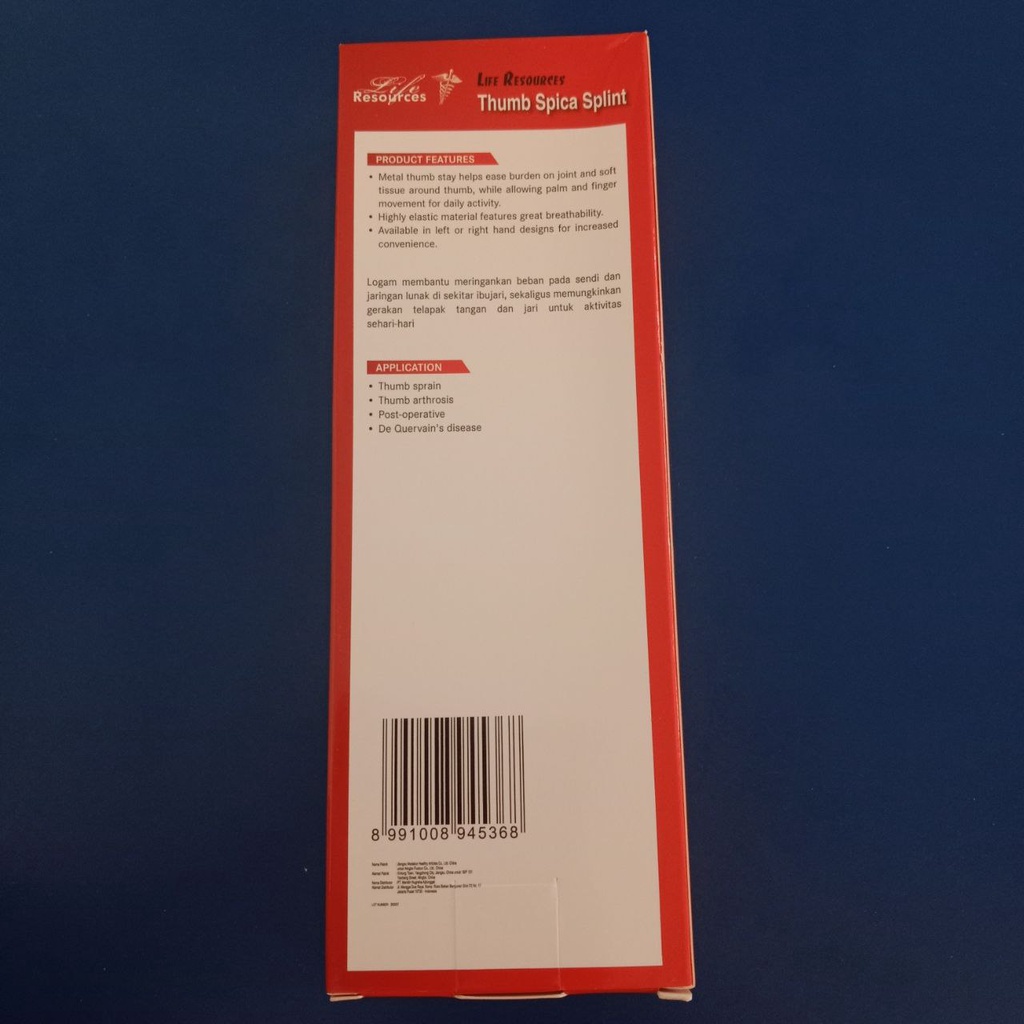 Life
Resources
LIFE RESOURCES
Thumb Spica Splint
PRODUCT FEATURES
• Metal thumb stay helps ease burden on joint and soft
tissue around thumb, while allowing palm and finger
movement for daily activity.
• Highly elastic material features great breathability.
• Available in left or right hand designs for increased
convenience.
Logam membantu meringankan beban pada sendi dan
jaringan lunak di sekitar ibujari, sekaligus memungkinkan
gerakan telapak tangan dan jari untuk aktivitas
sehari-hari
APPLICATION
• Thumb sprain
• Thumb arthrosis
• Post-operative
• De Quervain's disease
8 991008 945368
LOT NUMBER